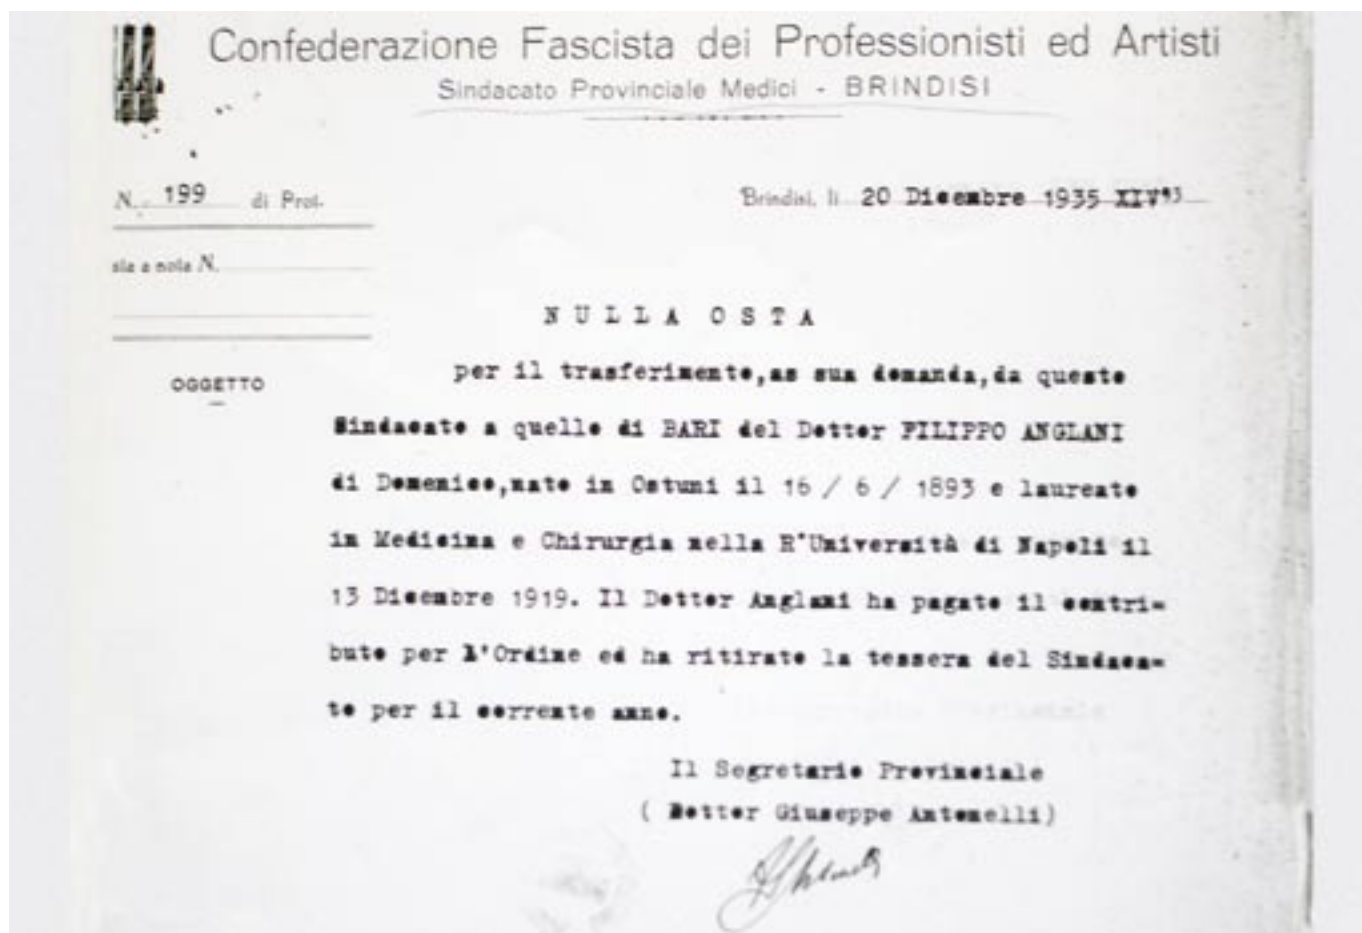 Confederazione Fascista dei Professionisti ed Artisti
Sindacato Provinciale Medici - BRINDISI
N. 199 di Prot.
Brindisi, li 20 Dicembre 1935 XIV°
sta a nota N.
NULLA OSTA
OGGETTO
per il trasferimento,as sua domanda,da questo
Sindacato a quello di BARI del Dottor FILIPPO ANGLANI
di Domenico,nato in Ostuni il 16 / 6 / 1893 e laureato
in Medicina e Chirurgia nella R°Università di Napoli il
13 Dicembre 1919. Il Dottor Anglani ha pagato il contri=
buto per l'Ordine ed ha ritirato la tessera del Sindaca=
to per il corrente anno.
Il Segretario Provinciale
( Dottor Giuseppe Antonelli)